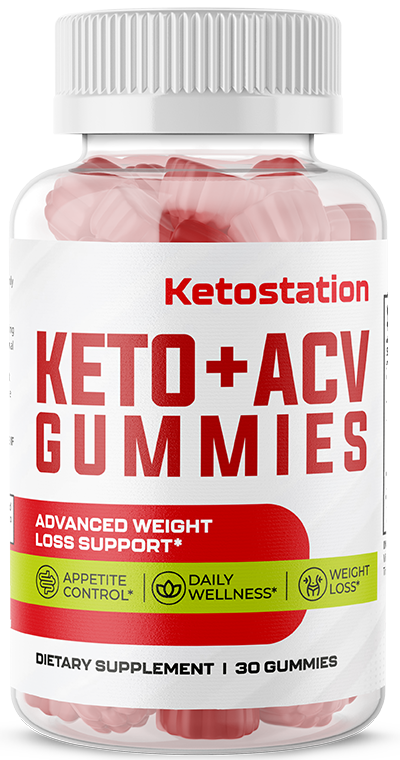 Ketostation
KETO+ACV
GUMMIES
ADVANCED WEIGHT
LOSS SUPPORT*
APPETITE
CONTROL*
DAILY
WELLNESS*
WEIGHT
LOSS*
DIETARY SUPPLEMENT | 30 GUMMIES